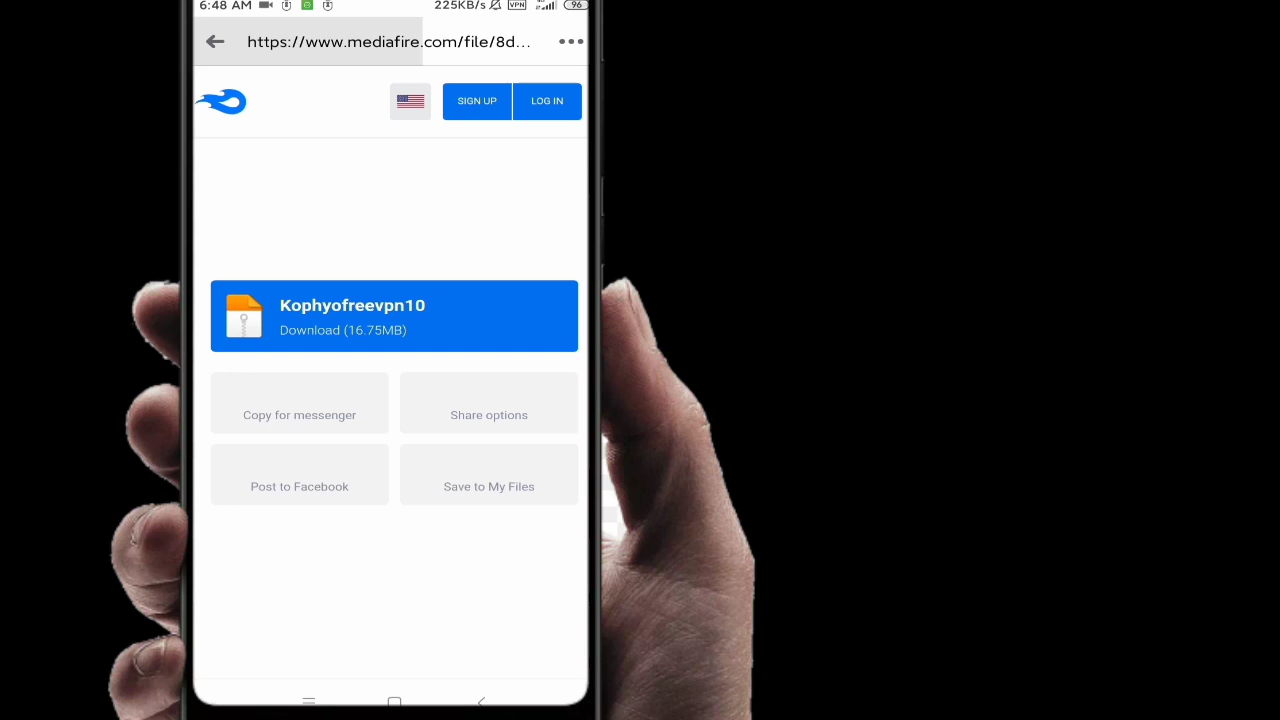 6:48 AM 225KB/s VPN 96
https://www.mediafire.com/file/8d...
SIGN UP LOG IN
Kophyofreevpn10
Download (16.75MB)
Copy for messenger Share options
Post to Facebook Save to My Files